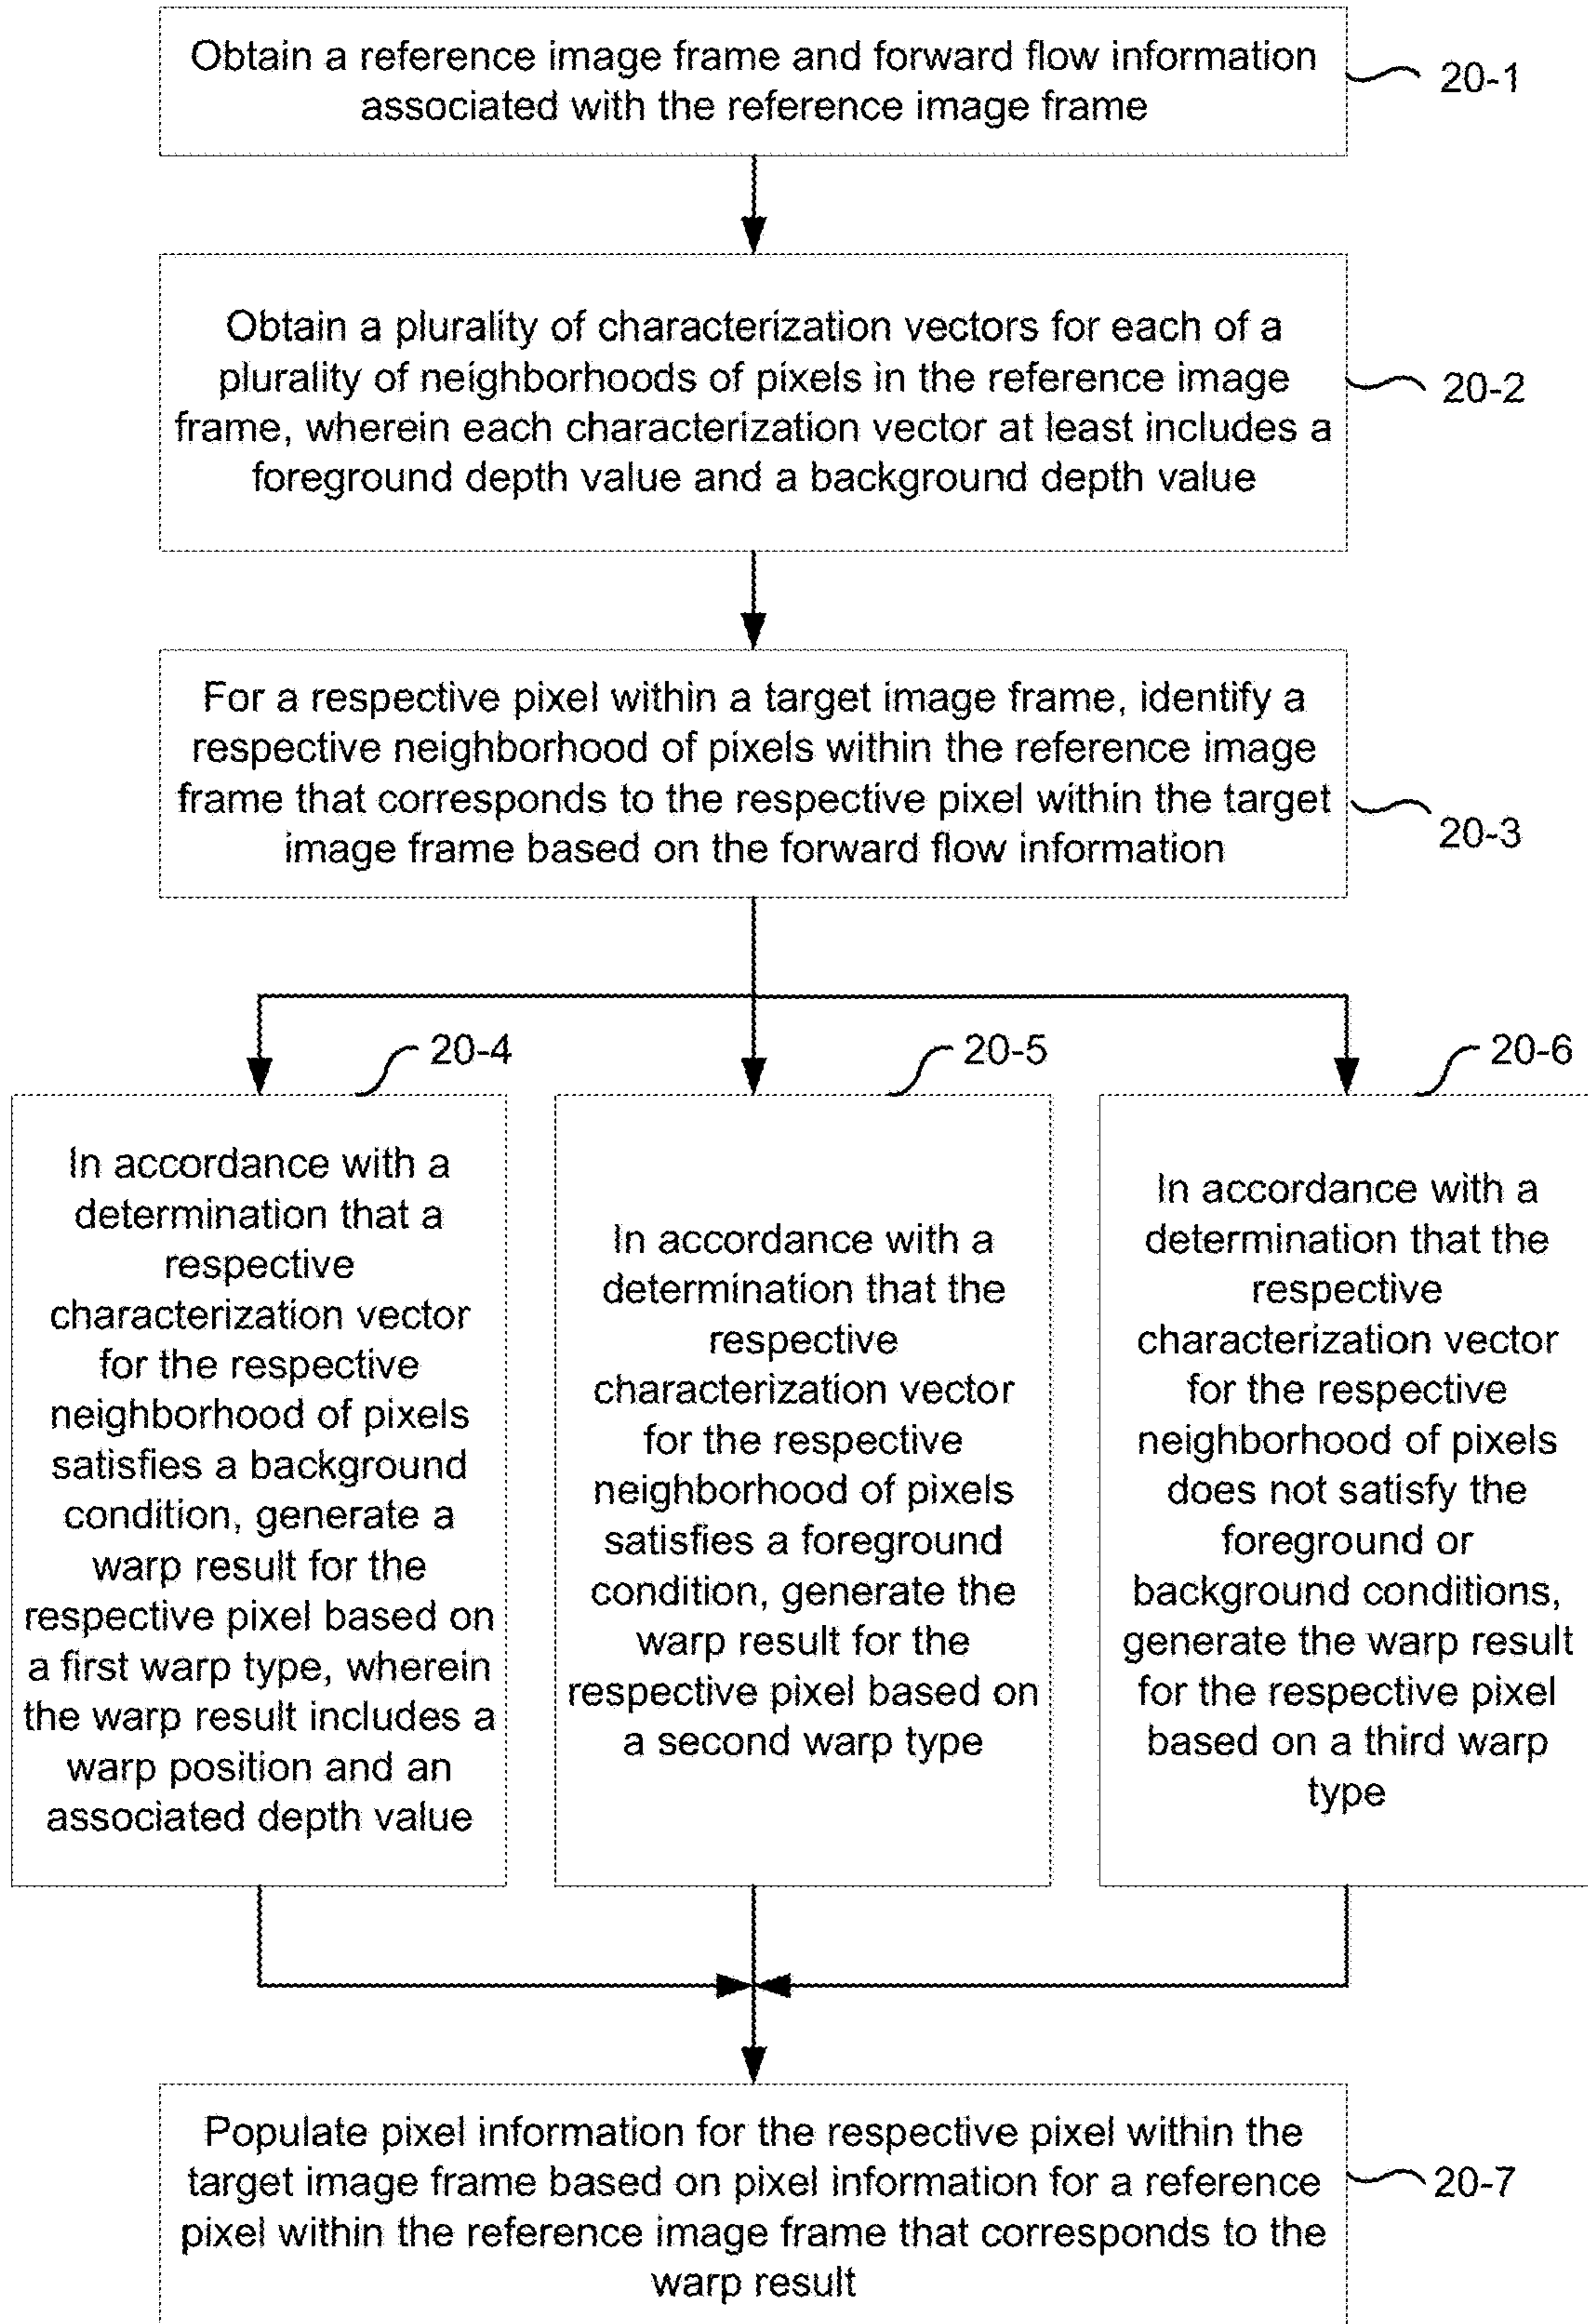 Obtain a reference image frame and forward flow information
associated with the reference image frame
20-1
Obtain a plurality of characterization vectors for each of a
plurality of neighborhoods of pixels in the reference image
frame, wherein each characterization vector at least includes a
foreground depth value and a background depth value
20-2
For a respective pixel within a target image frame, identify a
respective neighborhood of pixels within the reference image
frame that corresponds to the respective pixel within the target
image frame based on the forward flow information
20-3
20-4
In accordance with a
determination that a
respective
characterization vector
for the respective
neighborhood of pixels
satisfies a background
condition, generate a
warp result for the
respective pixel based on
a first warp type, wherein
the warp result includes a
warp position and an
associated depth value
20-5
In accordance with a
determination that the
respective
characterization vector
for the respective
neighborhood of pixels
satisfies a foreground
condition, generate the
warp result for the
respective pixel based on
a second warp type
20-6
In accordance with a
determination that the
respective
characterization vector
for the respective
neighborhood of pixels
does not satisfy the
foreground or
background conditions,
generate the warp result
for the respective pixel
based on a third warp
type
Populate pixel information for the respective pixel within the
target image frame based on pixel information for a reference
pixel within the reference image frame that corresponds to the
warp result
20-7